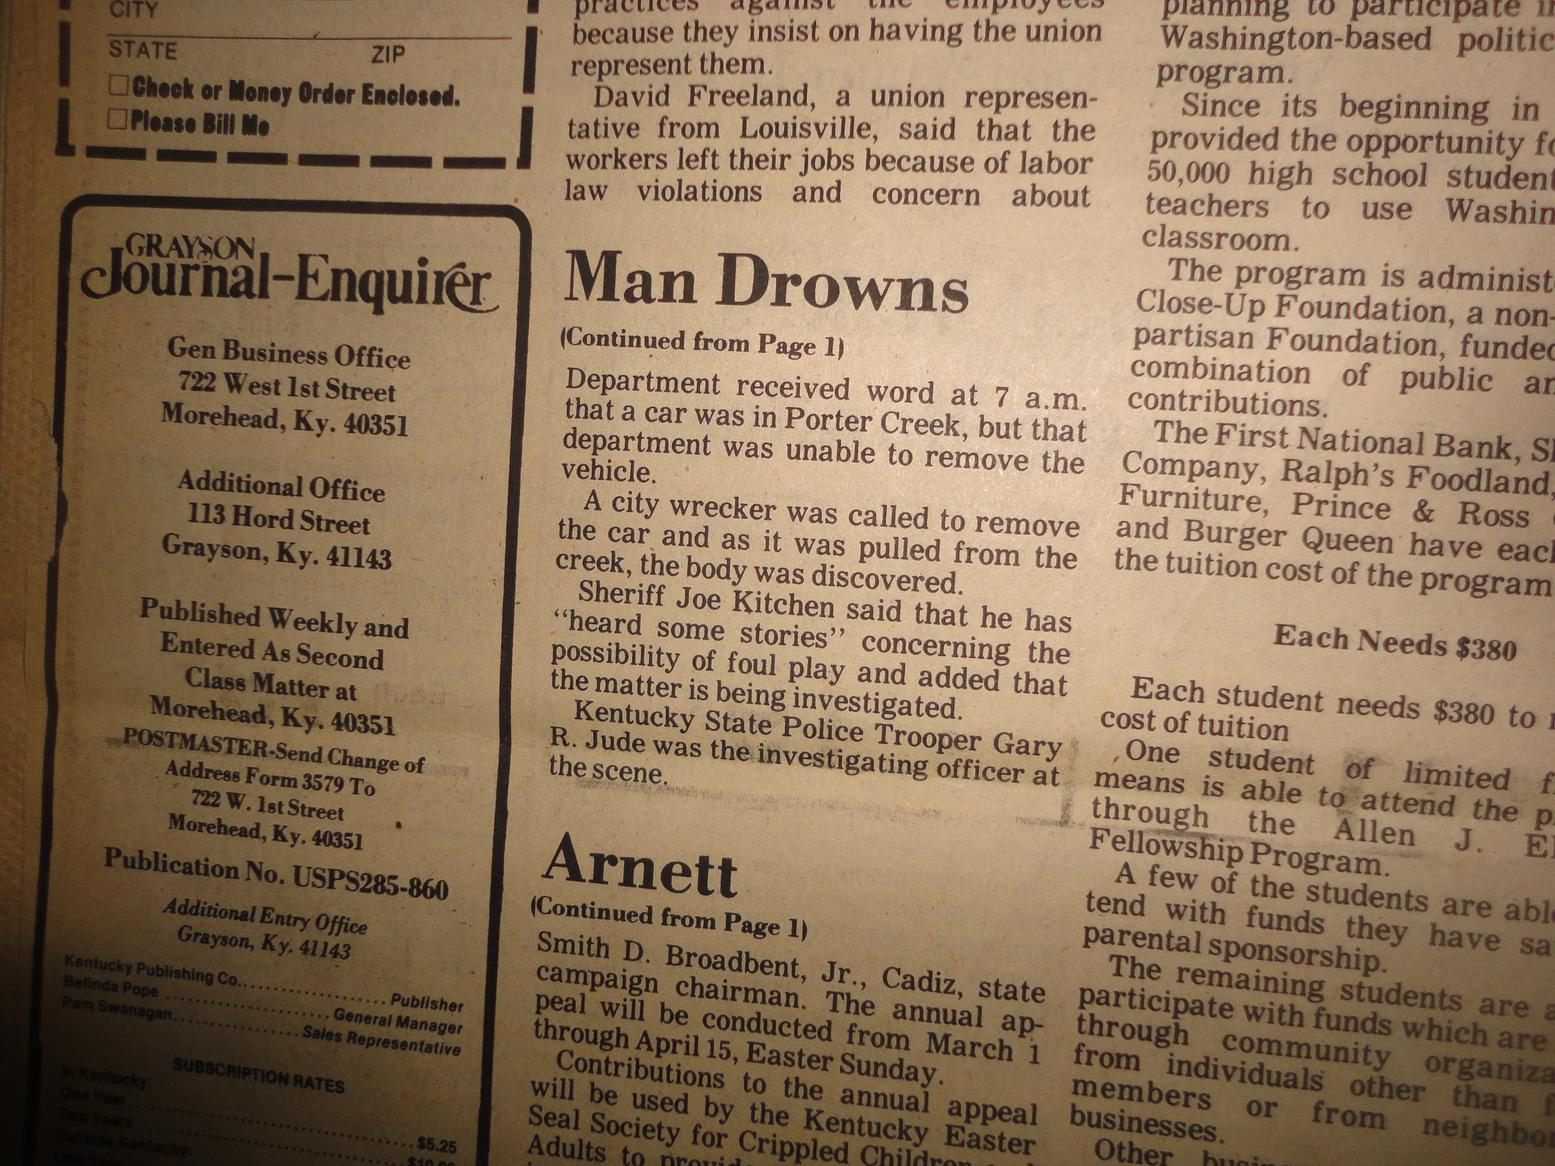 CITY
STATE ZIP
Check or Money Order Enclosed.
Please Bill Me
GRAYSON
Journal-Enquirer
Gen Business Office
722 West 1st Street
Morehead, Ky. 40351
Additional Office
113 Hord Street
Grayson, Ky. 41143
Published Weekly and
Entered As Second
Class Matter at
Morehead, Ky. 40351
POSTMASTER-Send Change of
Address Form 3579 To
722 W. 1st Street
Morehead, Ky. 40351
Publication No. USPS285-860
Additional Entry Office
Grayson, Ky. 41143
Kentucky Publishing Co. Publisher
Belinda Pope General Manager
Pam Swanagan Sales Representative
SUBSCRIPTION RATES
In Kentucky:
One Year $5.25
Two Years
Outside Kentucky:
practices against the employees
because they insist on having the union
represent them.
David Freeland, a union represen-
tative from Louisville, said that the
workers left their jobs because of labor
law violations and concern about
Man Drowns
(Continued from Page 1)
Department received word at 7 a.m.
that a car was in Porter Creek, but that
department was unable to remove the
vehicle.
A city wrecker was called to remove
the car and as it was pulled from the
creek, the body was discovered.
Sheriff Joe Kitchen said that he has
"heard some stories" concerning the
possibility of foul play and added that
the matter is being investigated.
Kentucky State Police Trooper Gary
R. Jude was the investigating officer at
the scene.
Arnett
(Continued from Page 1)
Smith D. Broadbent, Jr., Cadiz, state
campaign chairman. The annual ap-
peal will be conducted from March 1
through April 15, Easter Sunday.
Contributions to the annual appeal
will be used by the Kentucky Easter
Seal Society for Crippled Children
Adults to
planning to participate
Washington-based
program.
Since its beginning in
provided the opportunity
50,000 high school
teachers to use
classroom.
The program is
Close-Up Foundation, a non-
partisan Foundation,
combination of public
contributions.
The First National Bank,
Company, Ralph's Foodland,
Furniture, Prince & Ross
and Burger Queen have
the tuition cost of the program
Each Needs $380
Each student needs $380 to
cost of tuition
One student of limited
means is able to attend the
through the Allen J.
Fellowship Program.
A few of the students are
tend with funds they have
parental sponsorship.
The remaining students are
participate with funds which are
through community
from individuals other than
members or from
businesses.
Other